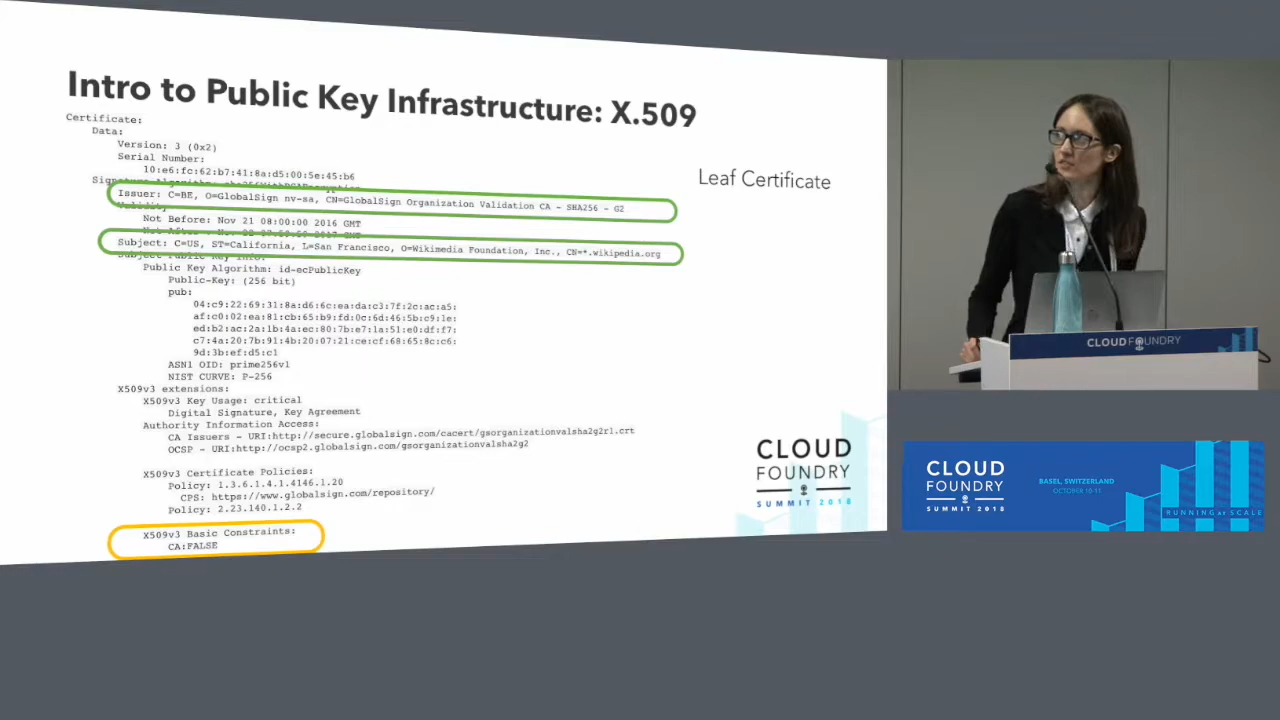 Intro to Public Key Infrastructure: X.509
Certificate:
Data:
Version: 3 (0x2)
Serial Number:
10:e6:fc:62:b7:41:8a:d5:00:5e:45:b6
Issuer: C=BE, O=GlobalSign nv-sa, CN=GlobalSign Organization Validation CA - SHA256 - G2
Validity
Not Before: Nov 21 08:00:00 2016 GMT
Subject: C=US, ST=California, L=San Francisco, O=Wikimedia Foundation, Inc., CN=*.wikipedia.org
Subject Public Key Info:
Public Key Algorithm: id-ecPublicKey
Public-Key: (256 bit)
pub:
04:c9:22:69:31:8a:d6:6c:ea:da:c3:7f:2c:ac:a5:
af:c0:02:ea:81:cb:65:b9:fd:0c:6d:46:5b:c9:1e:
ed:b2:ac:2a:1b:4a:ec:80:7b:e7:1a:51:e0:df:f7:
c7:4a:20:7b:91:4b:20:07:21:ce:cf:68:65:8c:c6:
9d:3b:ef:d5:c1
ASN1 OID: prime256v1
NIST CURVE: P-256
X509v3 extensions:
X509v3 Key Usage: critical
Digital Signature, Key Agreement
Authority Information Access:
CA Issuers - URI:http://secure.globalsign.com/cacert/gsorganizationvalsha2g2r1.crt
OCSP - URI:http://ocsp2.globalsign.com/gsorganizationvalsha2g2
X509v3 Certificate Policies:
Policy: 1.3.6.1.4.1.4146.1.20
CPS: https://www.globalsign.com/repository/
Policy: 2.23.140.1.2.2
X509v3 Basic Constraints:
CA:FALSE
Leaf Certificate
CLOUD
FOUNDRY
SUMMIT 2018
CLOUDFOUNDRY
CLOUD
FOUNDRY
SUMMIT 2018
BASEL, SWITZERLAND
OCTOBER 10-11
RUNNING AT SCALE